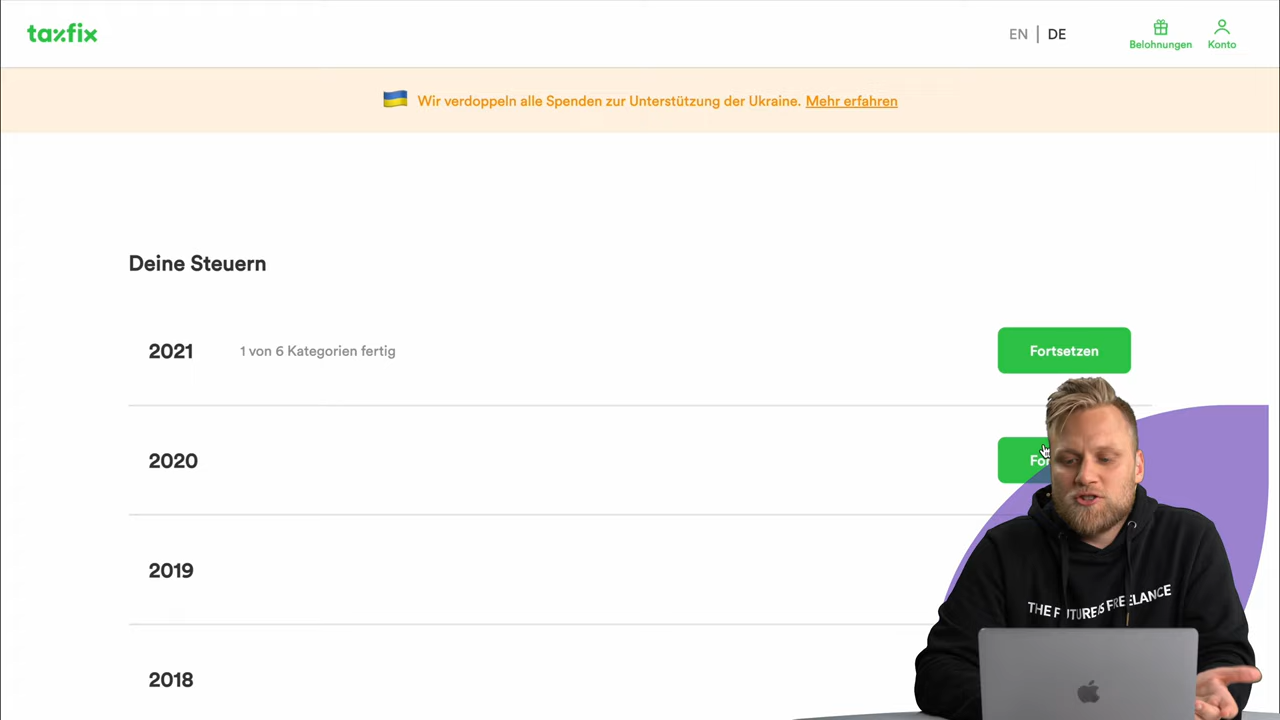 taxfix
EN | DE
Belohnungen
Konto
Wir verdoppeln alle Spenden zur Unterstützung der Ukraine. Mehr erfahren
Deine Steuern
2021
1 von 6 Kategorien fertig
Fortsetzen
2020
2019
2018
THE FUTURE IS FREELANCE